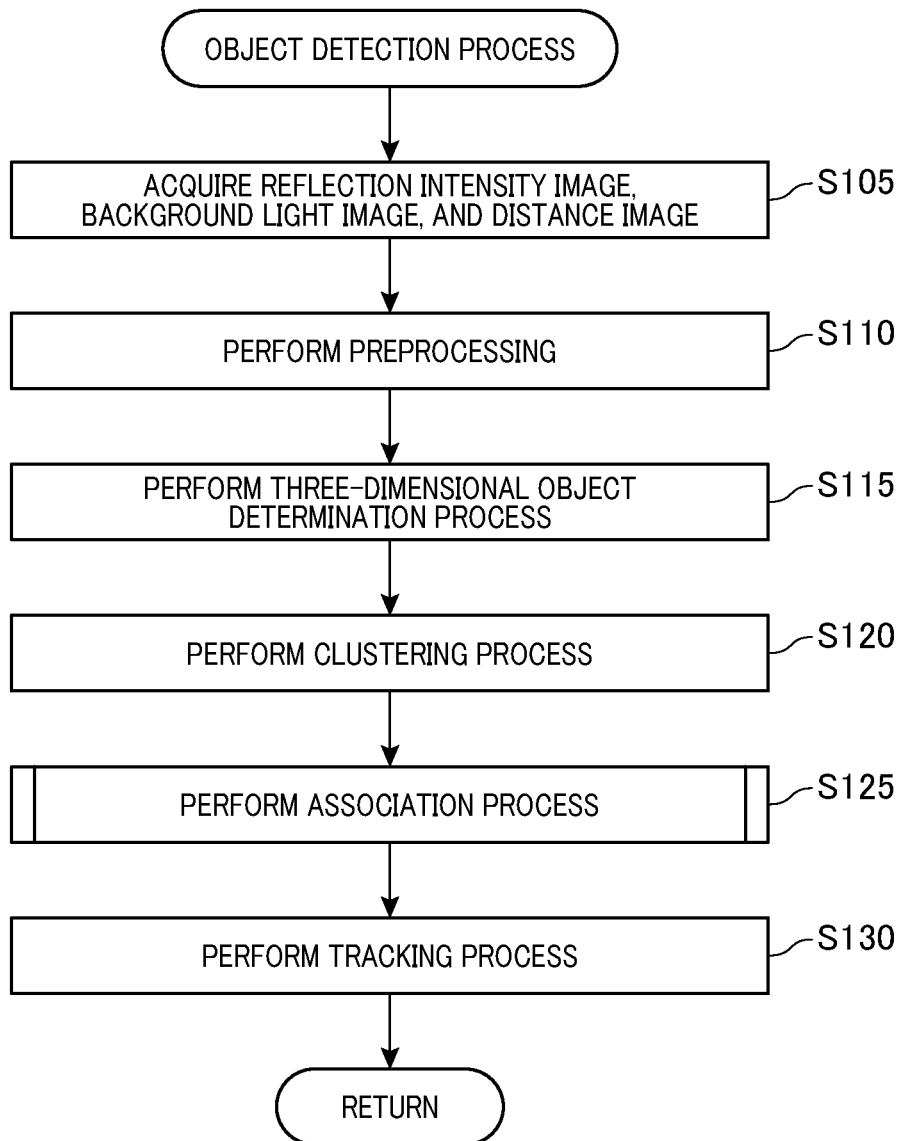 OBJECT DETECTION PROCESS
ACQUIRE REFLECTION INTENSITY IMAGE,
BACKGROUND LIGHT IMAGE, AND DISTANCE IMAGE
S105
PERFORM PREPROCESSING
S110
PERFORM THREE-DIMENSIONAL OBJECT
DETERMINATION PROCESS
S115
PERFORM CLUSTERING PROCESS
S120
PERFORM ASSOCIATION PROCESS
S125
PERFORM TRACKING PROCESS
S130
RETURN